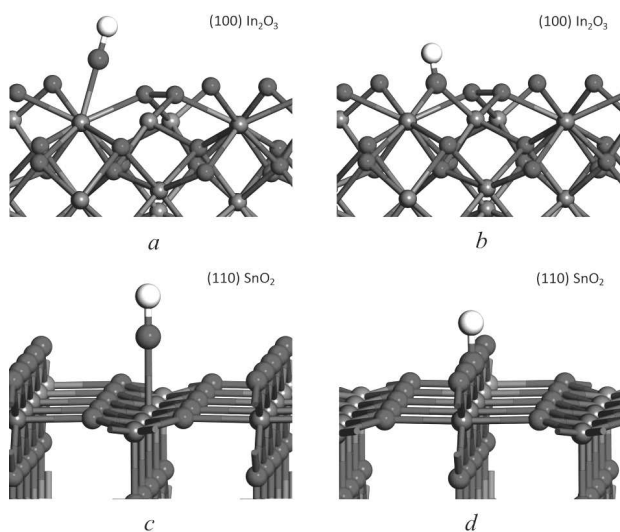 (100) In₂O₃
(100) In₂O₃
a
b
(110) SnO₂
(110) SnO₂
c
d